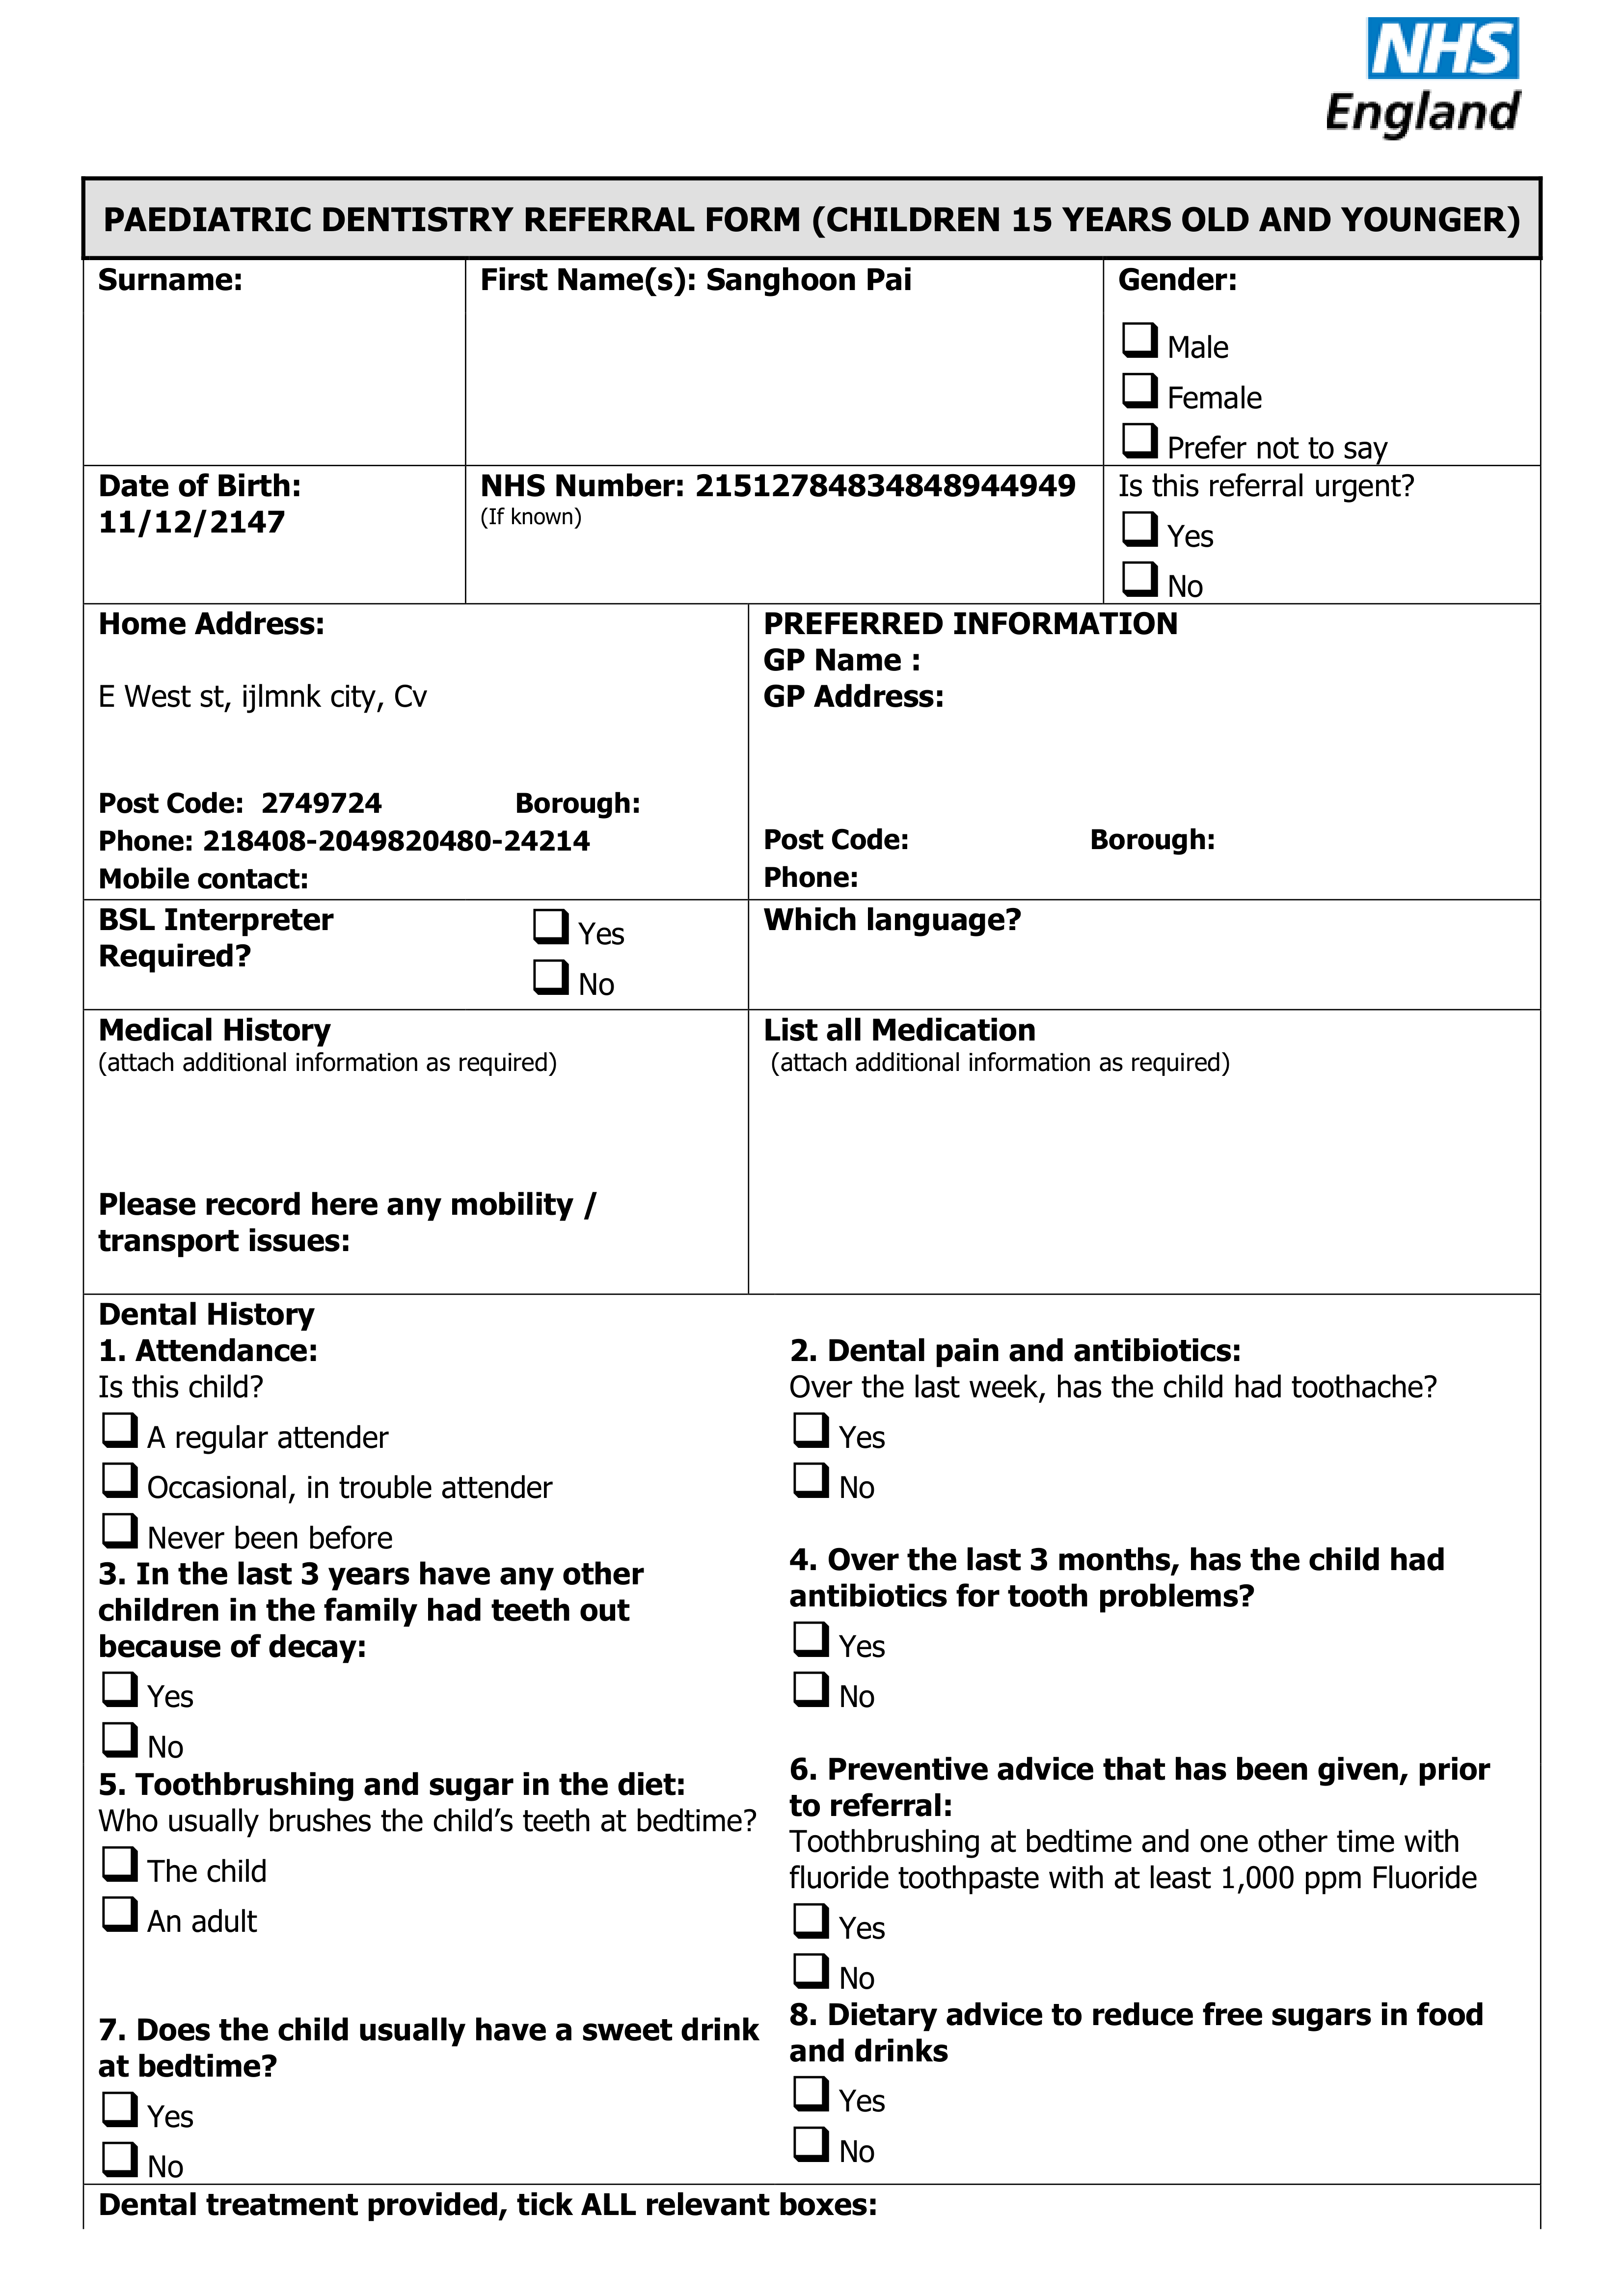 NHS
England
PAEDIATRIC DENTISTRY REFERRAL FORM (CHILDREN 15 YEARS OLD AND YOUNGER)
Surname:
First Name(s): Sanghoon Pai
Gender:
Male
Female
Prefer not to say
Date of Birth:
11/12/2147
NHS Number: 21512784834848944949
(If known)
Is this referral urgent?
Yes
No
Home Address:
E West st, ijlmnk city, Cv
Post Code: 2749724 Borough:
Phone: 218408-2049820480-24214
Mobile contact:
PREFERRED INFORMATION
GP Name :
GP Address:
Post Code: Borough:
Phone:
BSL Interpreter
Required?
Yes
No
Which language?
Medical History
(attach additional information as required)
Please record here any mobility /
transport issues:
List all Medication
(attach additional information as required)
Dental History
1. Attendance:
Is this child?
A regular attender
Occasional, in trouble attender
Never been before
2. Dental pain and antibiotics:
Over the last week, has the child had toothache?
Yes
No
3. In the last 3 years have any other
children in the family had teeth out
because of decay:
Yes
No
4. Over the last 3 months, has the child had
antibiotics for tooth problems?
Yes
No
5. Toothbrushing and sugar in the diet:
Who usually brushes the child’s teeth at bedtime?
The child
An adult
6. Preventive advice that has been given, prior
to referral:
Toothbrushing at bedtime and one other time with
fluoride toothpaste with at least 1,000 ppm Fluoride
Yes
No
7. Does the child usually have a sweet drink
at bedtime?
Yes
No
8. Dietary advice to reduce free sugars in food
and drinks
Yes
No
Dental treatment provided, tick ALL relevant boxes: